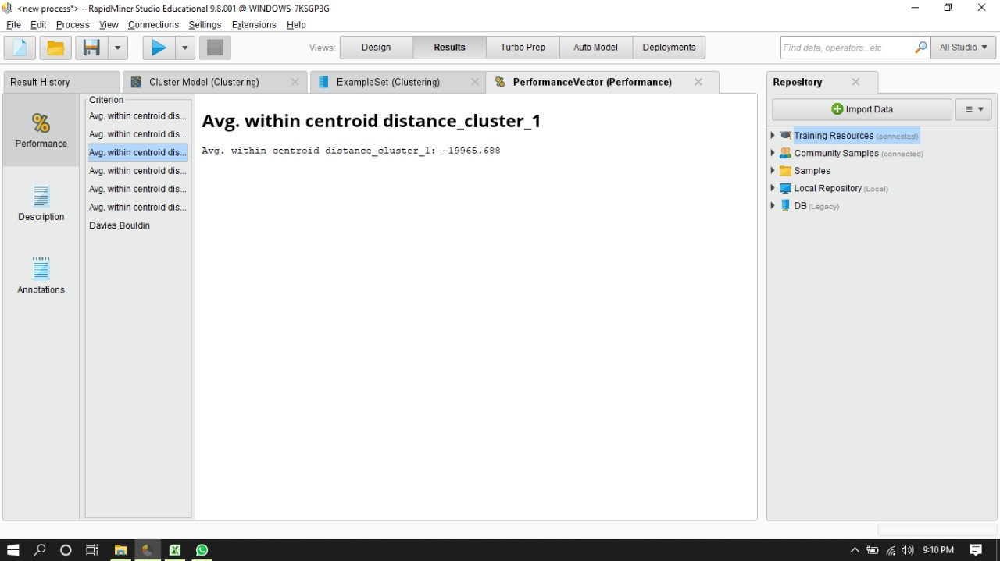 <new process*> – RapidMiner Studio Educational 9.8.001 @ WINDOWS-7KSGP3G
File Edit Process View Connections Settings Extensions Help
Views: Design Results Turbo Prep Auto Model Deployments
Find data, operators...etc
All Studio
Result History
Cluster Model (Clustering)
ExampleSet (Clustering)
PerformanceVector (Performance)
Performance
Description
Annotations
Criterion
Avg. within centroid dis...
Avg. within centroid dis...
Avg. within centroid dis...
Avg. within centroid dis...
Avg. within centroid dis...
Avg. within centroid dis...
Davies Bouldin
Avg. within centroid distance_cluster_1
Avg. within centroid distance_cluster_1: -19965.688
Repository
Import Data
Training Resources (connected)
Community Samples (connected)
Samples
Local Repository (Local)
DB (Legacy)
9:10 PM